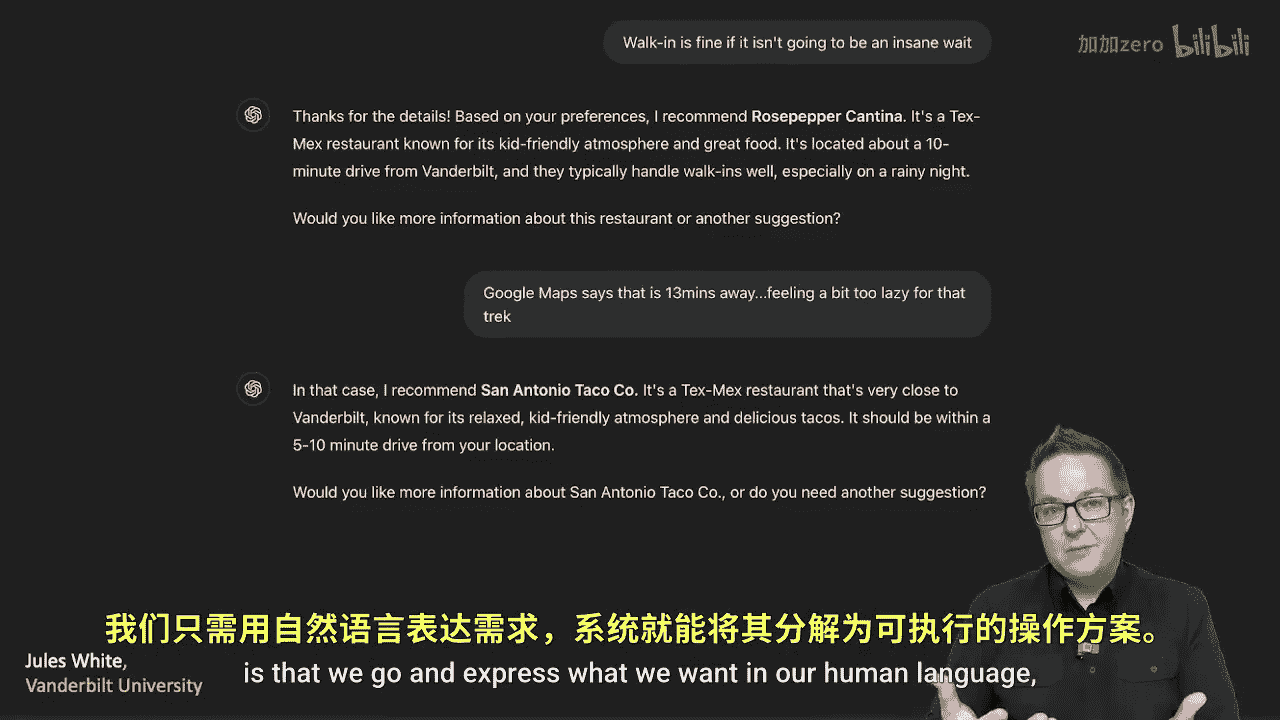 Walk-in is fine if it isn't going to be an insane wait
加加zero bilibili
Thanks for the details! Based on your preferences, I recommend Rosepepper Cantina. It's a Tex-
Mex restaurant known for its kid-friendly atmosphere and great food. It's located about a 10-
minute drive from Vanderbilt, and they typically handle walk-ins well, especially on a rainy night.
Would you like more information about this restaurant or another suggestion?
Google Maps says that is 13mins away...feeling a bit too lazy for that
trek
In that case, I recommend San Antonio Taco Co. It's a Tex-Mex restaurant that's very close to
Vanderbilt, known for its relaxed, kid-friendly atmosphere and delicious tacos. It should be within a
5-10 minute drive from your location.
Would you like more information about San Antonio Taco Co., or do you need another suggestion?
我们只需用自然语言表达需求，系统就能将其分解为可执行的操作方案。
is that we go and express what we want in our human language,
Jules White,
Vanderbilt University